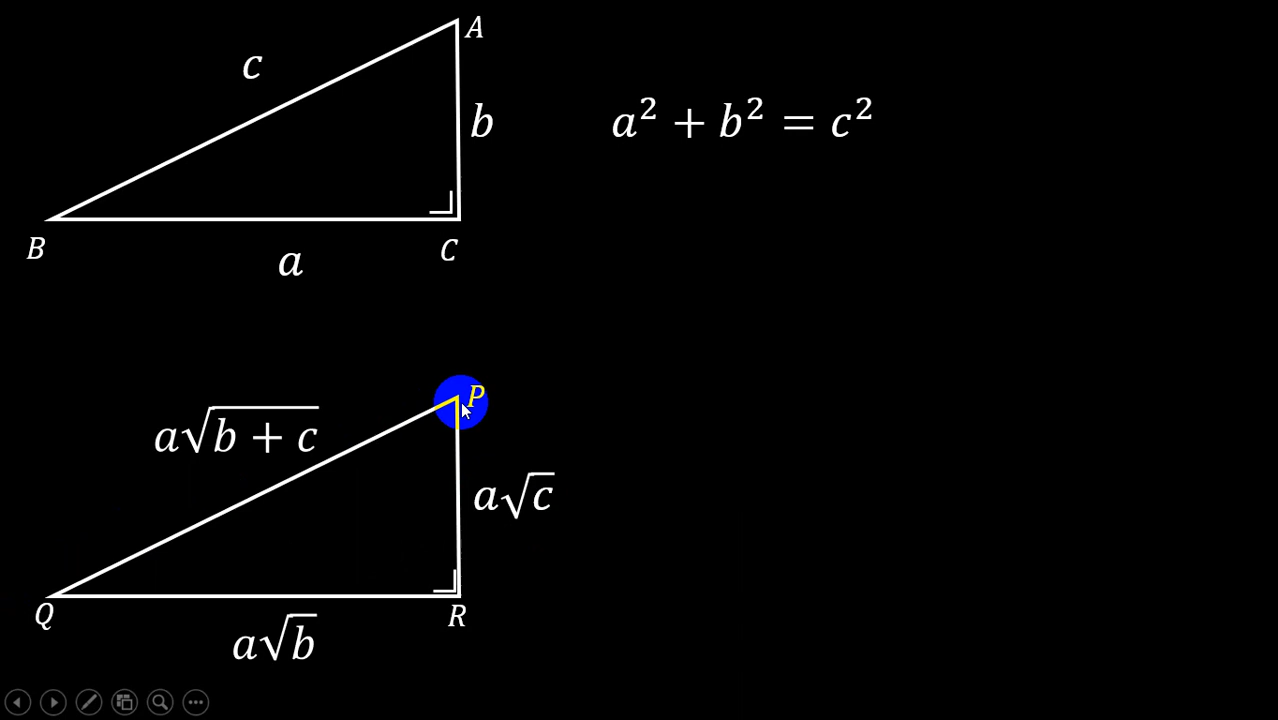 A
c
b
a² + b² = c²
B
C
a
P
a√(b + c)
a√c
Q
R
a√b